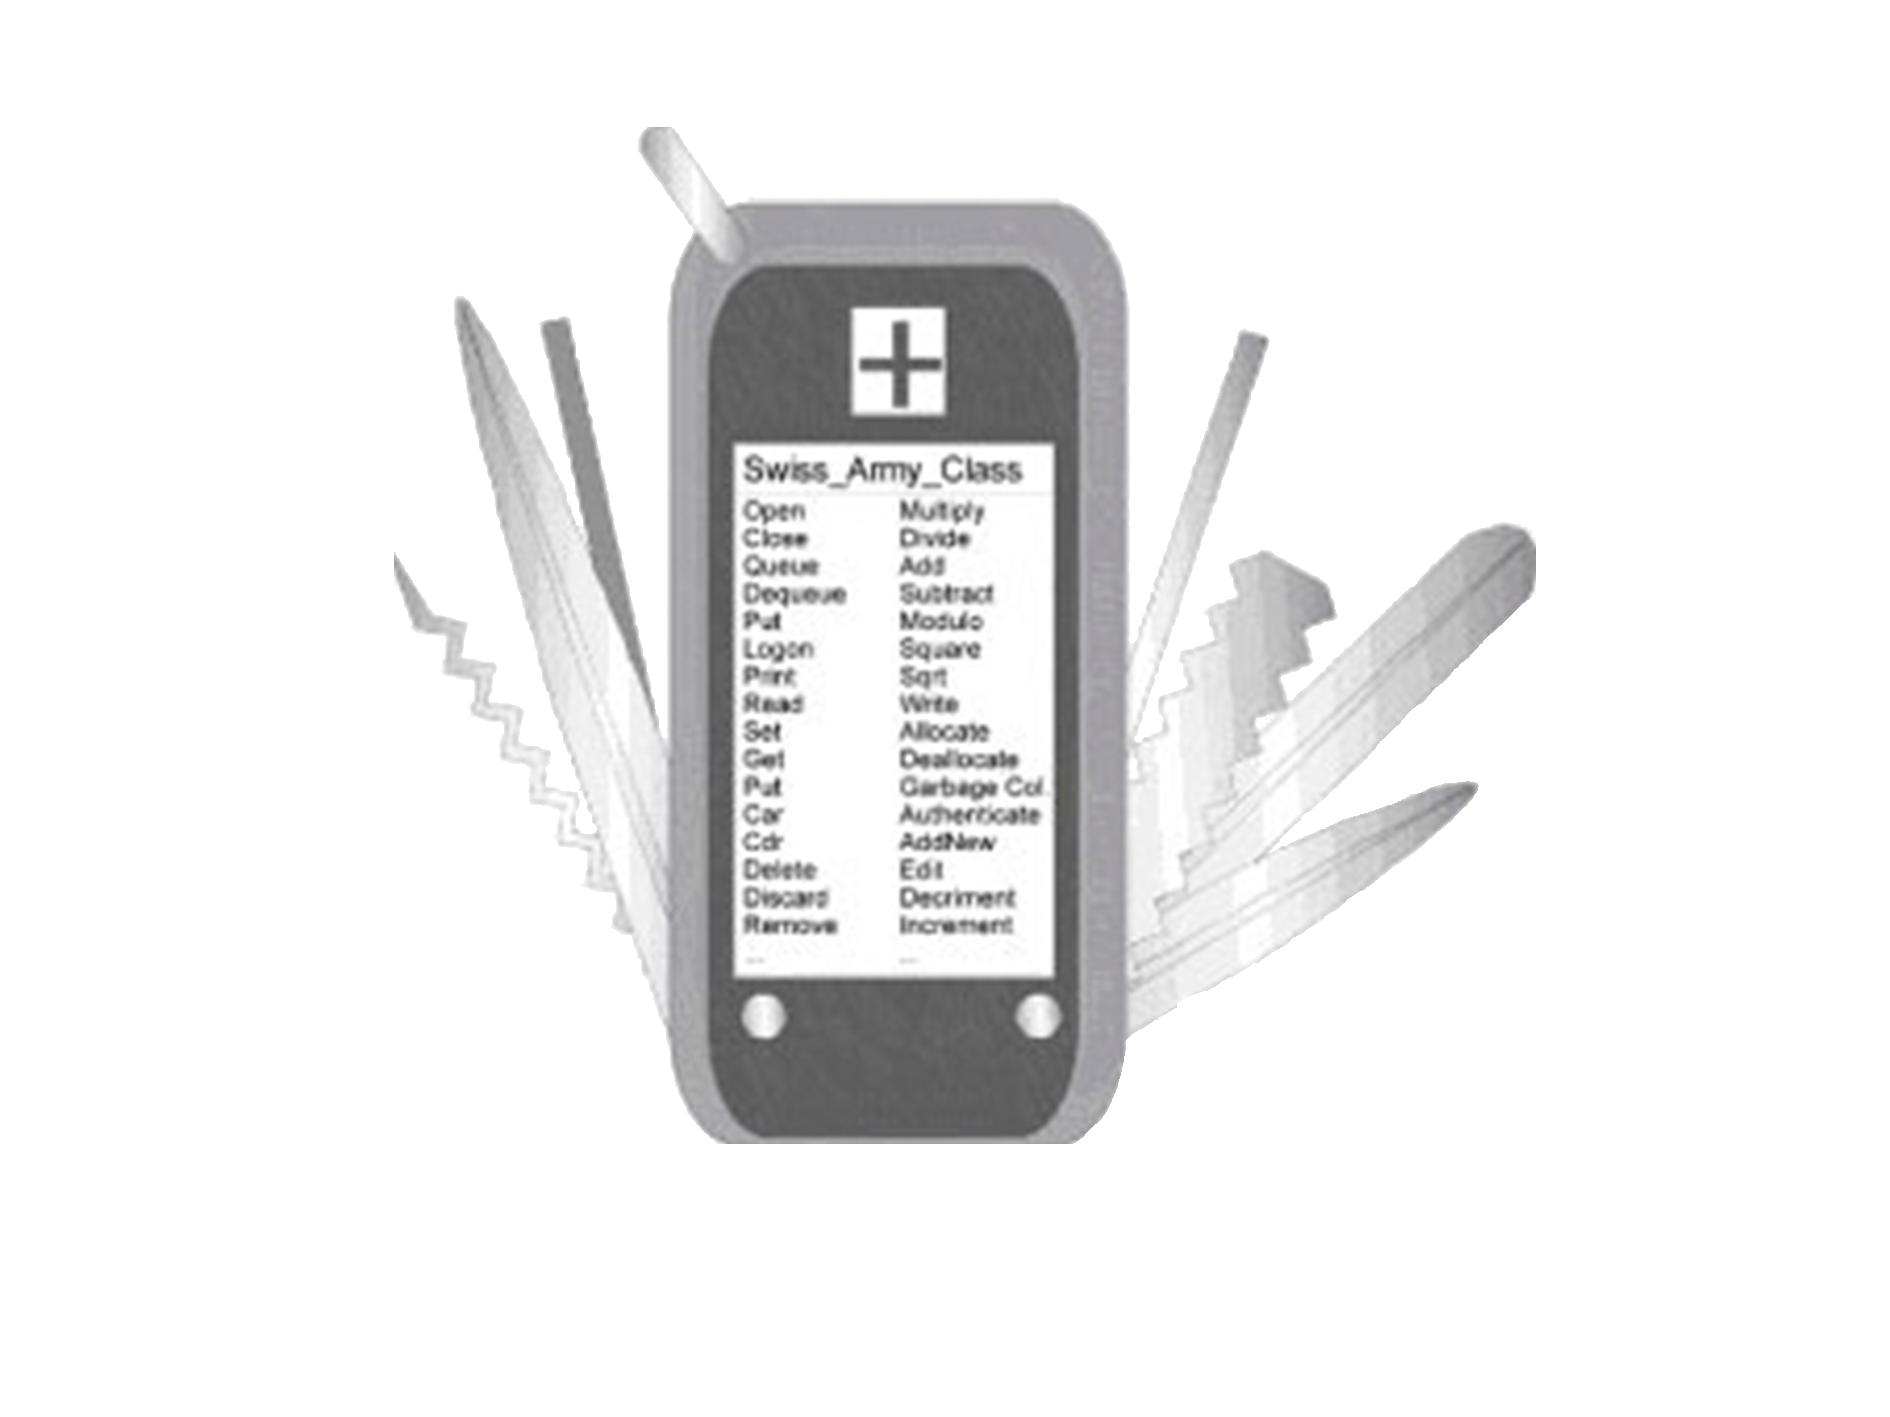 Swiss_Army_Class
Open Multiply
Close Divide
Queue Add
Dequeue Subtract
Put Modulo
Logon Square
Print Sqrt
Read Write
Set Allocate
Get Deallocate
Put Garbage Col.
Car Authenticate
Cdr AddNew
Delete Edit
Discard Decriment
Remove Increment
... ...